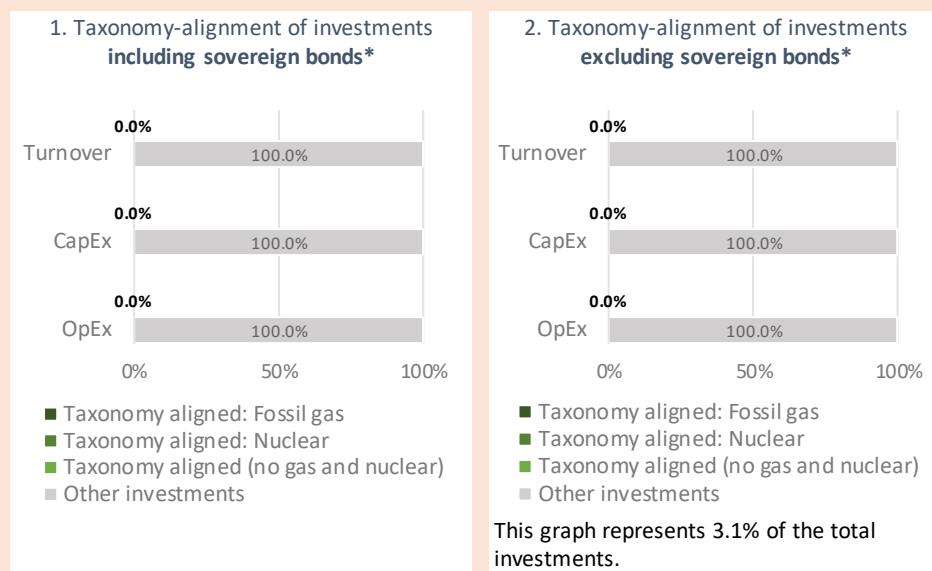 1. Taxonomy-alignment of investments
including sovereign bonds*
0.0%
Turnover
100.0%
0.0%
CapEx
100.0%
0.0%
OpEx
100.0%
0%
50%
100%
Taxonomy aligned: Fossil gas
Taxonomy aligned: Nuclear
Taxonomy aligned (no gas and nuclear)
Other investments
2. Taxonomy-alignment of investments
excluding sovereign bonds*
0.0%
Turnover
100.0%
0.0%
CapEx
100.0%
0.0%
OpEx
100.0%
0%
50%
100%
Taxonomy aligned: Fossil gas
Taxonomy aligned: Nuclear
Taxonomy aligned (no gas and nuclear)
Other investments
This graph represents 3.1% of the total
investments.